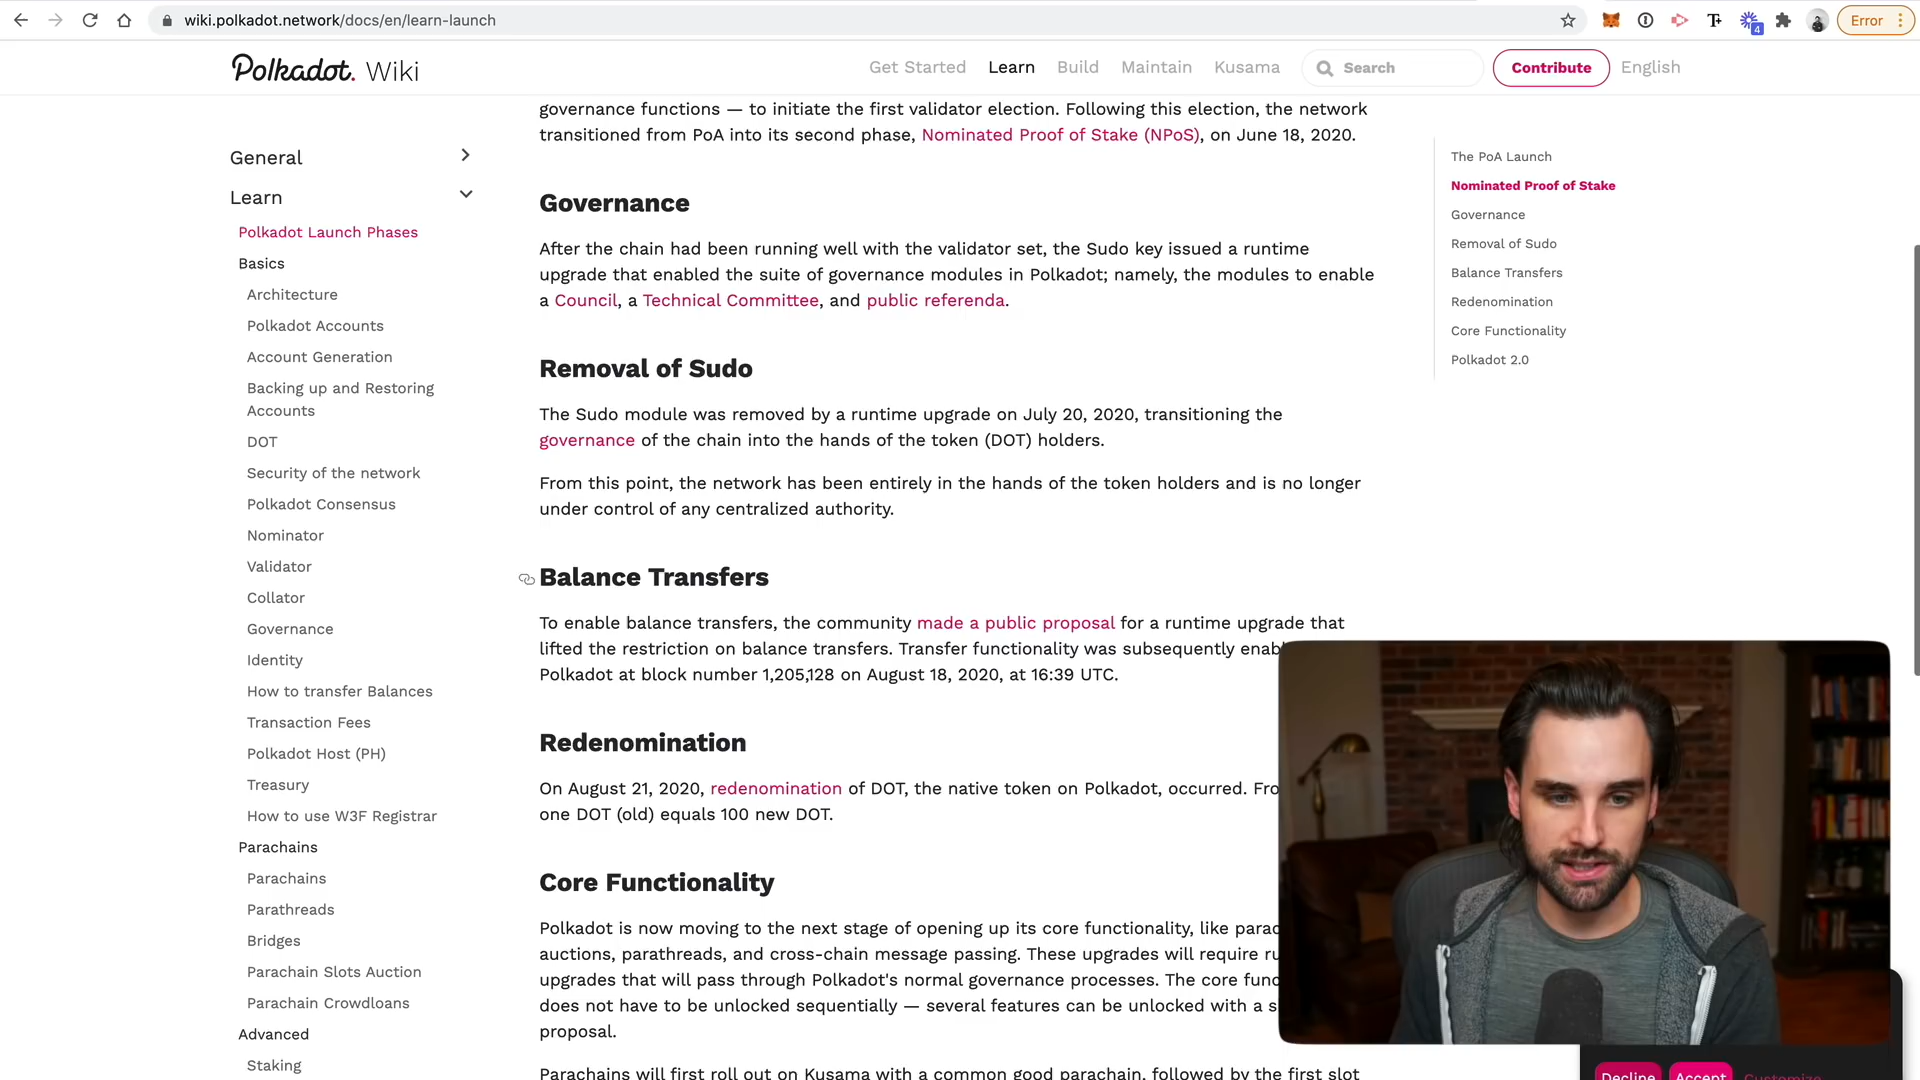 wiki.polkadot.network/docs/en/learn-launch
4
Error
Polkadot. Wiki
Get Started
Learn
Build
Maintain
Kusama
Search
Contribute
English
General
Learn
Polkadot Launch Phases
Basics
Architecture
Polkadot Accounts
Account Generation
Backing up and Restoring
Accounts
DOT
Security of the network
Polkadot Consensus
Nominator
Validator
Collator
Governance
Identity
How to transfer Balances
Transaction Fees
Polkadot Host (PH)
Treasury
How to use W3F Registrar
Parachains
Parachains
Parathreads
Bridges
Parachain Slots Auction
Parachain Crowdloans
Advanced
Staking
governance functions — to initiate the first validator election. Following this election, the network
transitioned from PoA into its second phase, Nominated Proof of Stake (NPoS), on June 18, 2020.
Governance
After the chain had been running well with the validator set, the Sudo key issued a runtime
upgrade that enabled the suite of governance modules in Polkadot; namely, the modules to enable
a Council, a Technical Committee, and public referenda.
Removal of Sudo
The Sudo module was removed by a runtime upgrade on July 20, 2020, transitioning the
governance of the chain into the hands of the token (DOT) holders.
From this point, the network has been entirely in the hands of the token holders and is no longer
under control of any centralized authority.
Balance Transfers
To enable balance transfers, the community made a public proposal for a runtime upgrade that
lifted the restriction on balance transfers. Transfer functionality was subsequently
Polkadot at block number 1,205,128 on August 18, 2020, at 16:39 UTC.
Redenomination
On August 21, 2020, redenomination of DOT, the native token on Polkadot, occurred.
one DOT (old) equals 100 new DOT.
Core Functionality
Polkadot is now moving to the next stage of opening up its core functionality, like
auctions, parathreads, and cross-chain message passing. These upgrades will require
upgrades that will pass through Polkadot's normal governance processes. The core
does not have to be unlocked sequentially — several features can be unlocked with a
proposal.
Parachains will first roll out on Kusama with a common good parachain, followed by the first slot
The PoA Launch
Nominated Proof of Stake
Governance
Removal of Sudo
Balance Transfers
Redenomination
Core Functionality
Polkadot 2.0
Decline
Accept
Customize